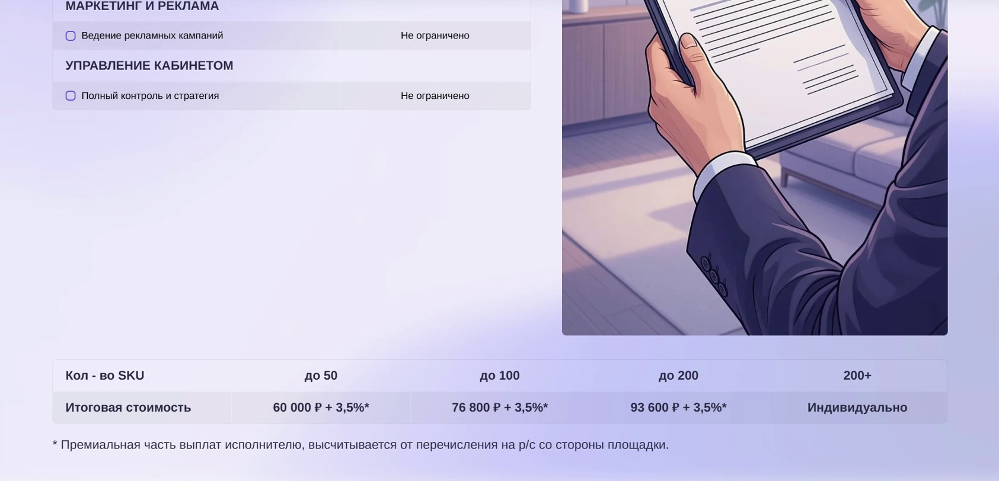 МАРКЕТИНГ И РЕКЛАМА
Ведение рекламных кампаний Не ограничено
УПРАВЛЕНИЕ КАБИНЕТОМ
Полный контроль и стратегия Не ограничено
Кол - во SKU до 50 до 100 до 200 200+
Итоговая стоимость 60 000 ₽ + 3,5%* 76 800 ₽ + 3,5%* 93 600 ₽ + 3,5%* Индивидуально
* Премиальная часть выплат исполнителю, высчитывается от перечисления на р/с со стороны площадки.